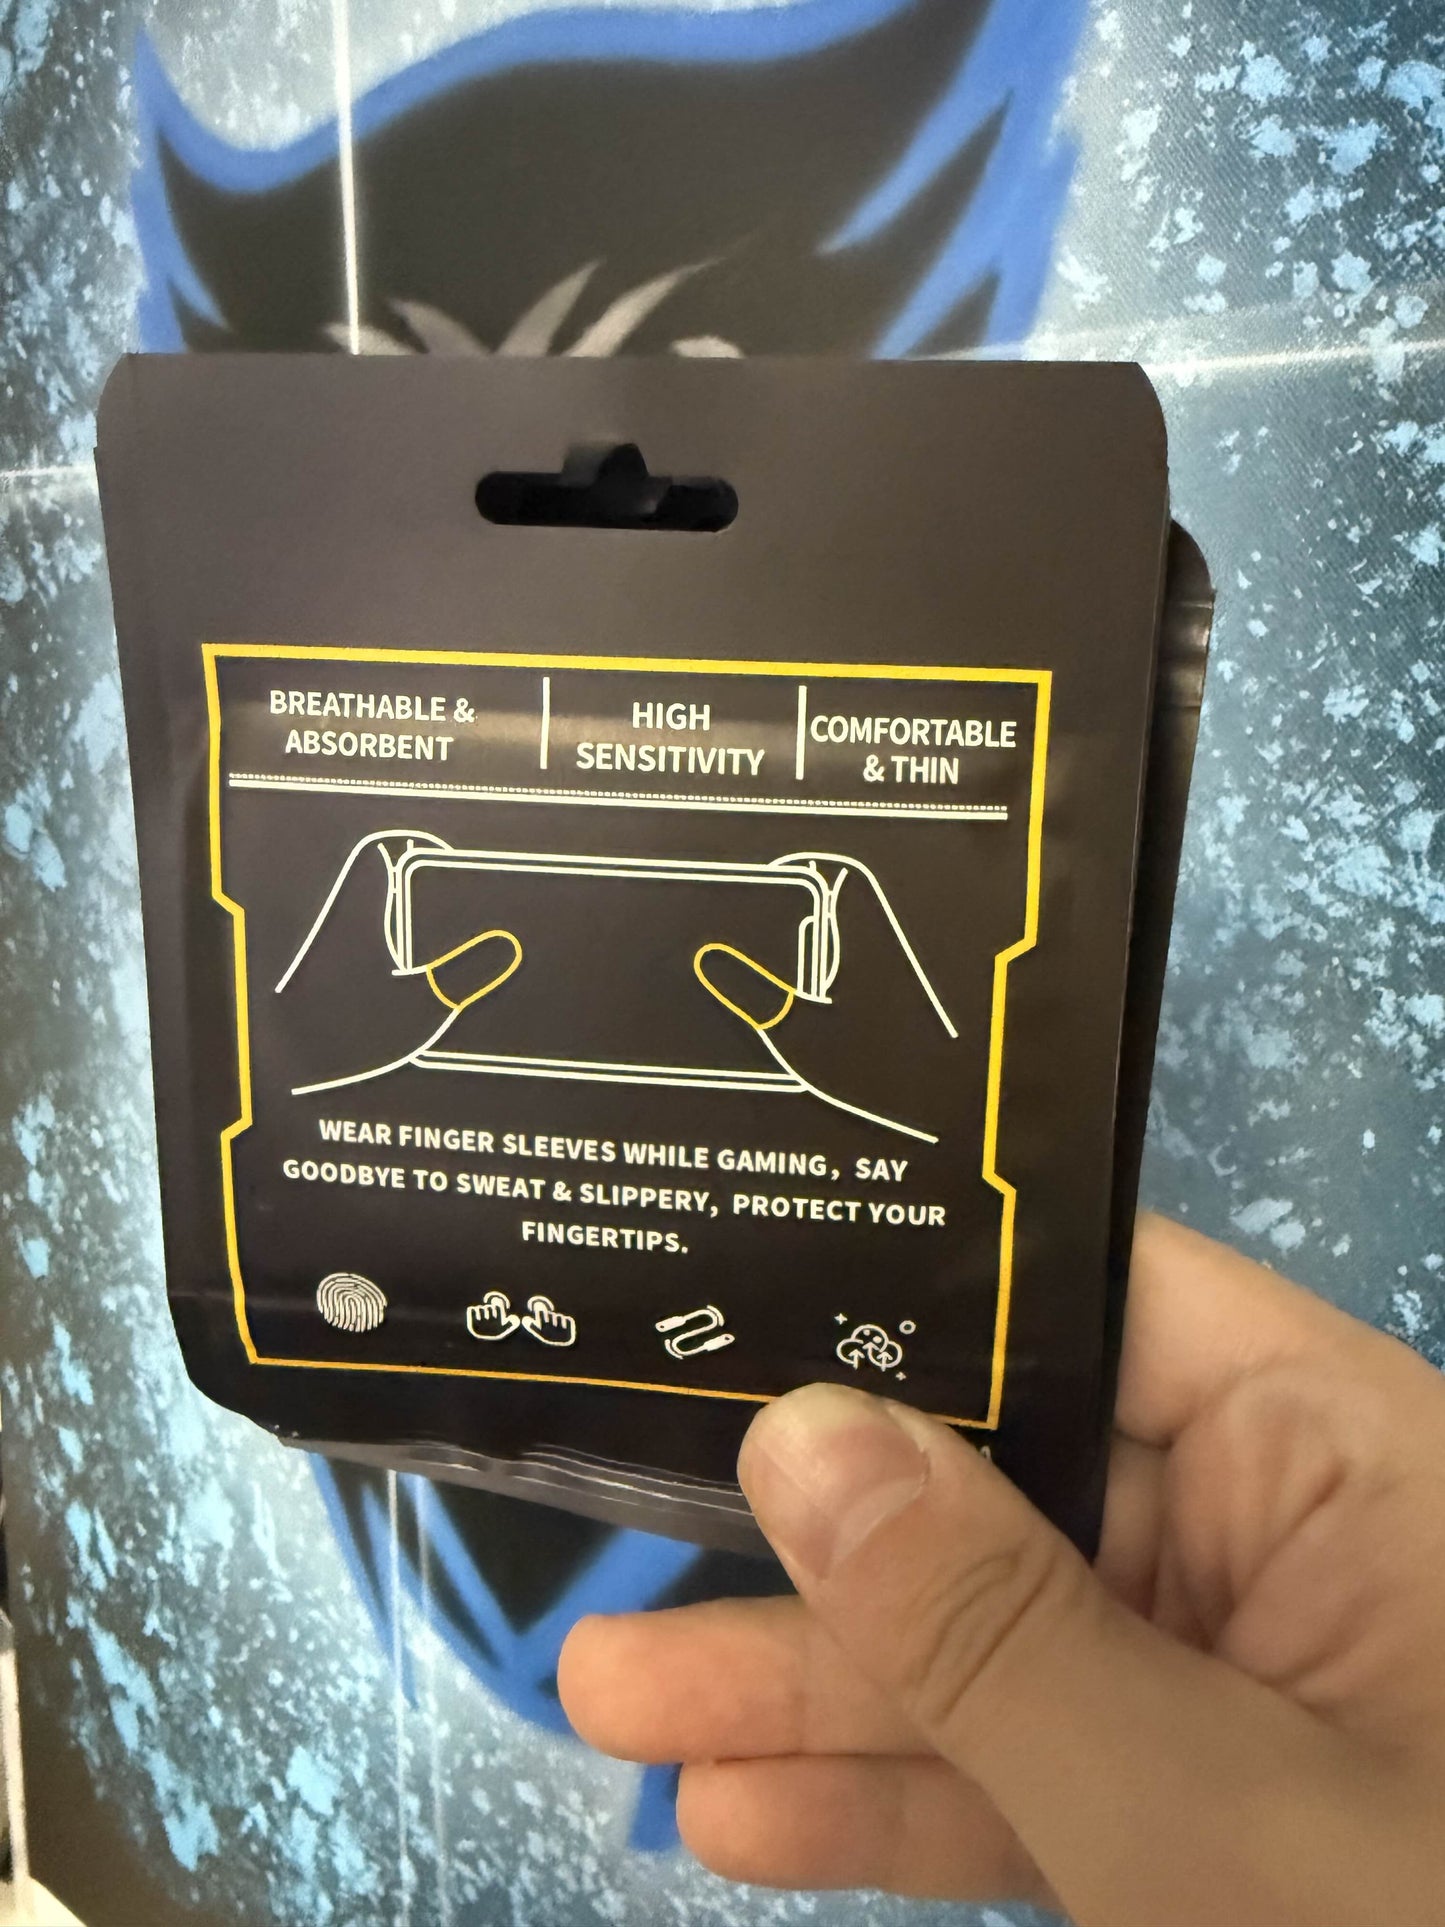 BREATHABLE &
ABSORBENT
HIGH
SENSITIVITY
COMFORTABLE
& THIN
WEAR FINGER SLEEVES WHILE GAMING, SAY
GOODBYE TO SWEAT & SLIPPERY, PROTECT YOUR
FINGERTIPS.